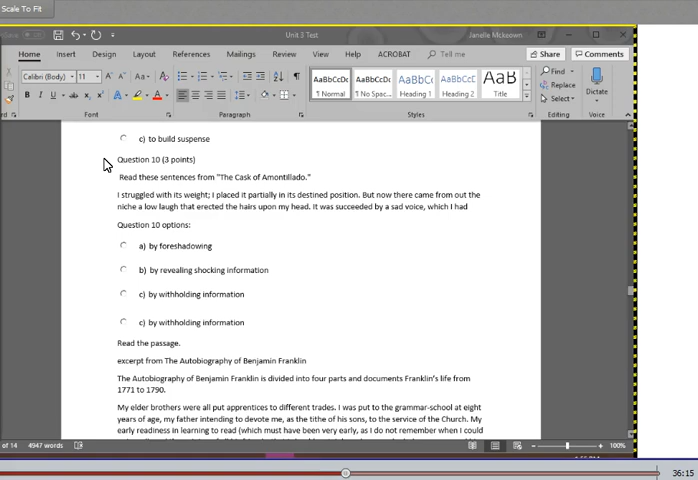 Scale To Fit
Unit 3 Test
Janelle Mckeown
Home Insert Design Layout References Mailings Review View Help ACROBAT Tell me Share Comments
Calibri (Body) 11
AaBbCcDc AaBbCcDc AaBbCc AaBbCcD AaB
Normal No Spac... Heading 1 Heading 2 Title
Find
Replace
Select
Dictate
Font Paragraph Styles Editing Voice
c) to build suspense
Question 10 (3 points)
Read these sentences from "The Cask of Amontillado."
I struggled with its weight; I placed it partially in its destined position. But now there came from out the
niche a low laugh that erected the hairs upon my head. It was succeeded by a sad voice, which I had
Question 10 options:
a) by foreshadowing
b) by revealing shocking information
c) by withholding information
c) by withholding information
Read the passage.
excerpt from The Autobiography of Benjamin Franklin
The Autobiography of Benjamin Franklin is divided into four parts and documents Franklin's life from
1771 to 1790.
My elder brothers were all put apprentices to different trades. I was put to the grammar-school at eight
years of age, my father intending to devote me, as the tithe of his sons, to the service of the Church. My
early readiness in learning to read (which must have been very early, as I do not remember when I could
of 14 4947 words 100%
36:15